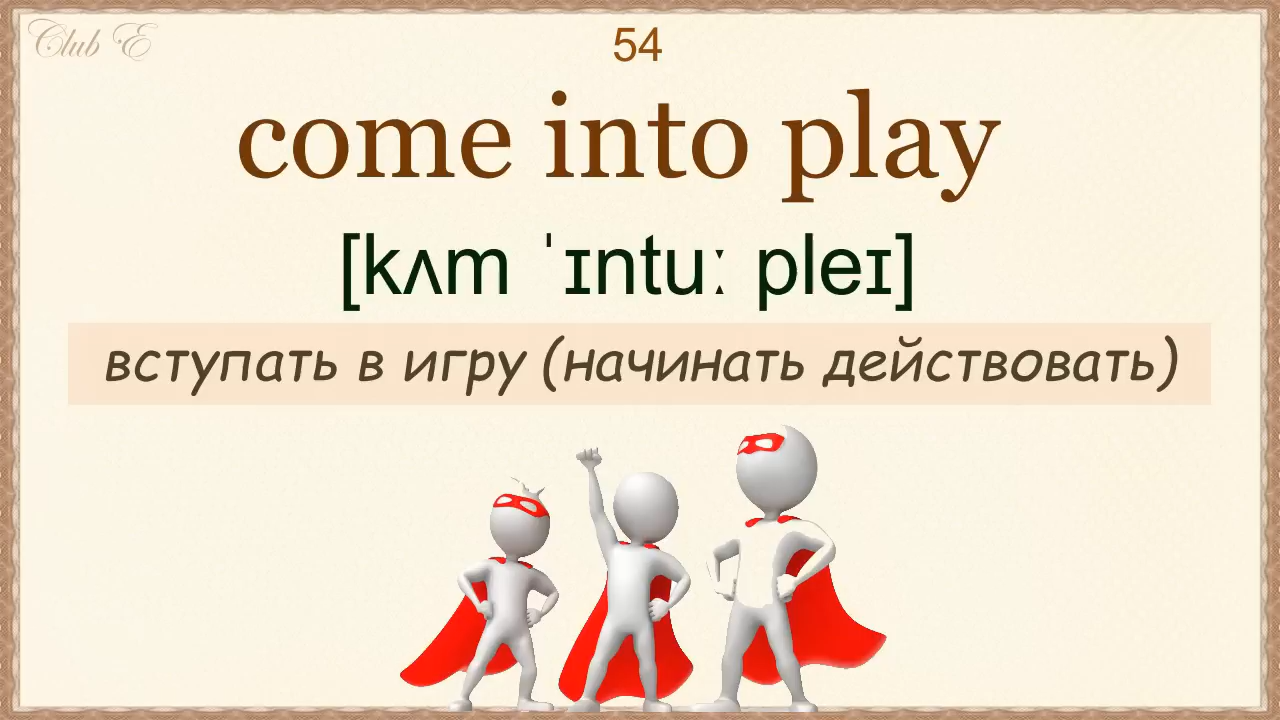 Club E
54
come into play
[kʌm ˈɪntuː pleɪ]
вступать в игру (начинать действовать)